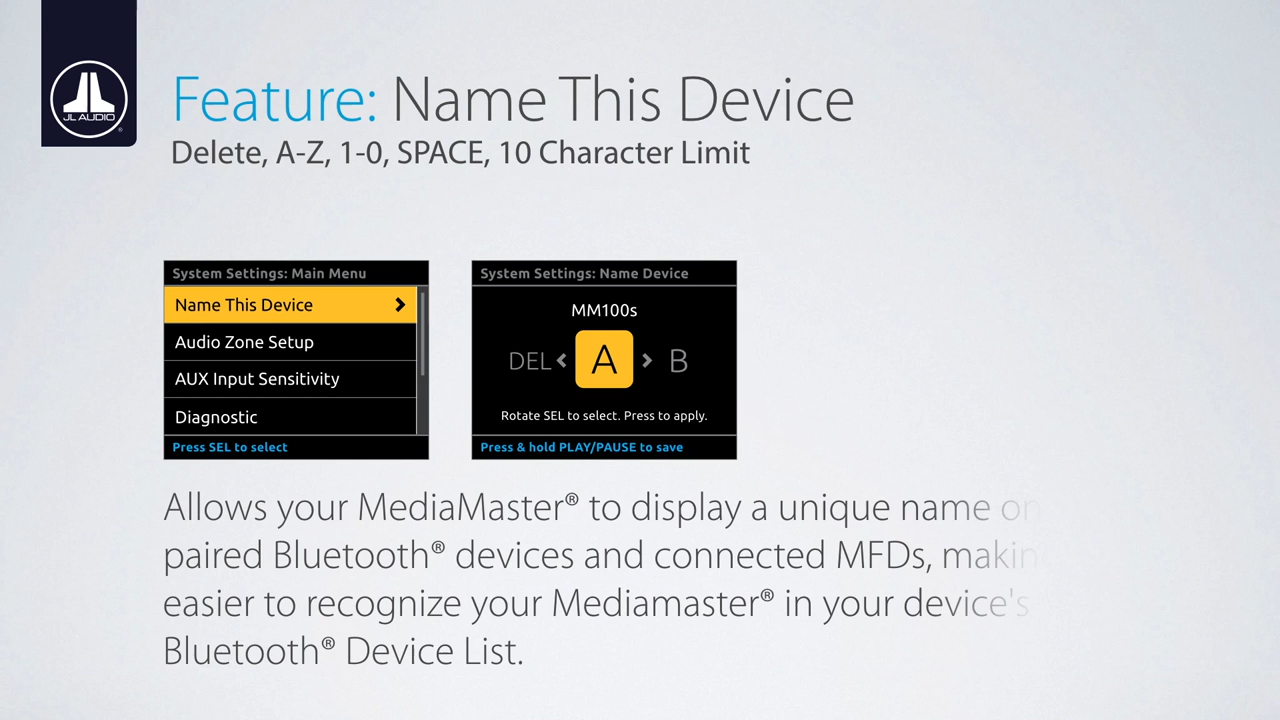 JL AUDIO
Feature: Name This Device
Delete, A-Z, 1-0, SPACE, 10 Character Limit
System Settings: Main Menu
Name This Device
Audio Zone Setup
AUX Input Sensitivity
Diagnostic
Press SEL to select
System Settings: Name Device
MM100s
DEL < A > B
Rotate SEL to select. Press to apply.
Press & hold PLAY/PAUSE to save
Allows your MediaMaster® to display a unique name on
paired Bluetooth® devices and connected MFDs,
easier to recognize your Mediamaster® in your device's
Bluetooth® Device List.